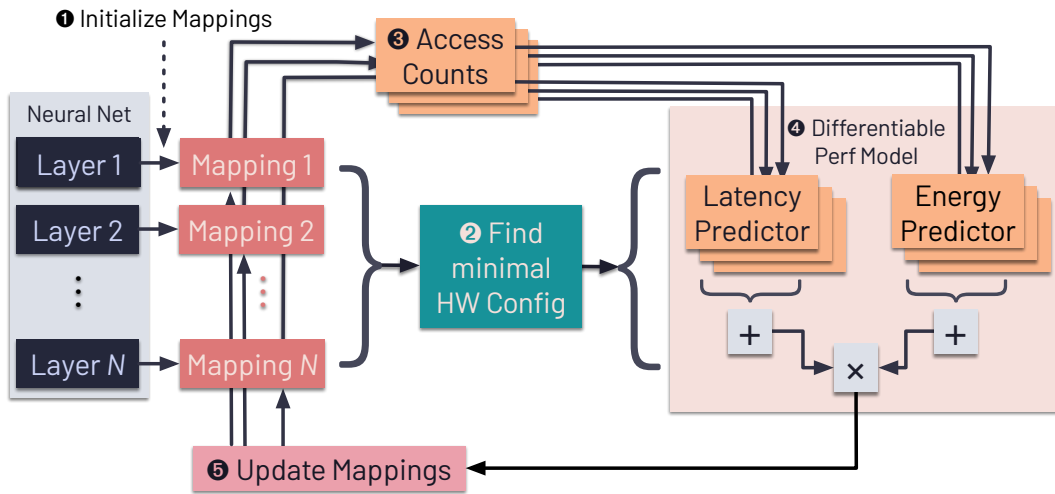 ❶ Initialize Mappings
❸ Access
Counts
Neural Net
Layer 1
Mapping 1
Layer 2
Mapping 2
Layer N
Mapping N
❷ Find
minimal
HW Config
❹ Differentiable
Perf Model
Latency
Predictor
Energy
Predictor
+
+
×
❺ Update Mappings